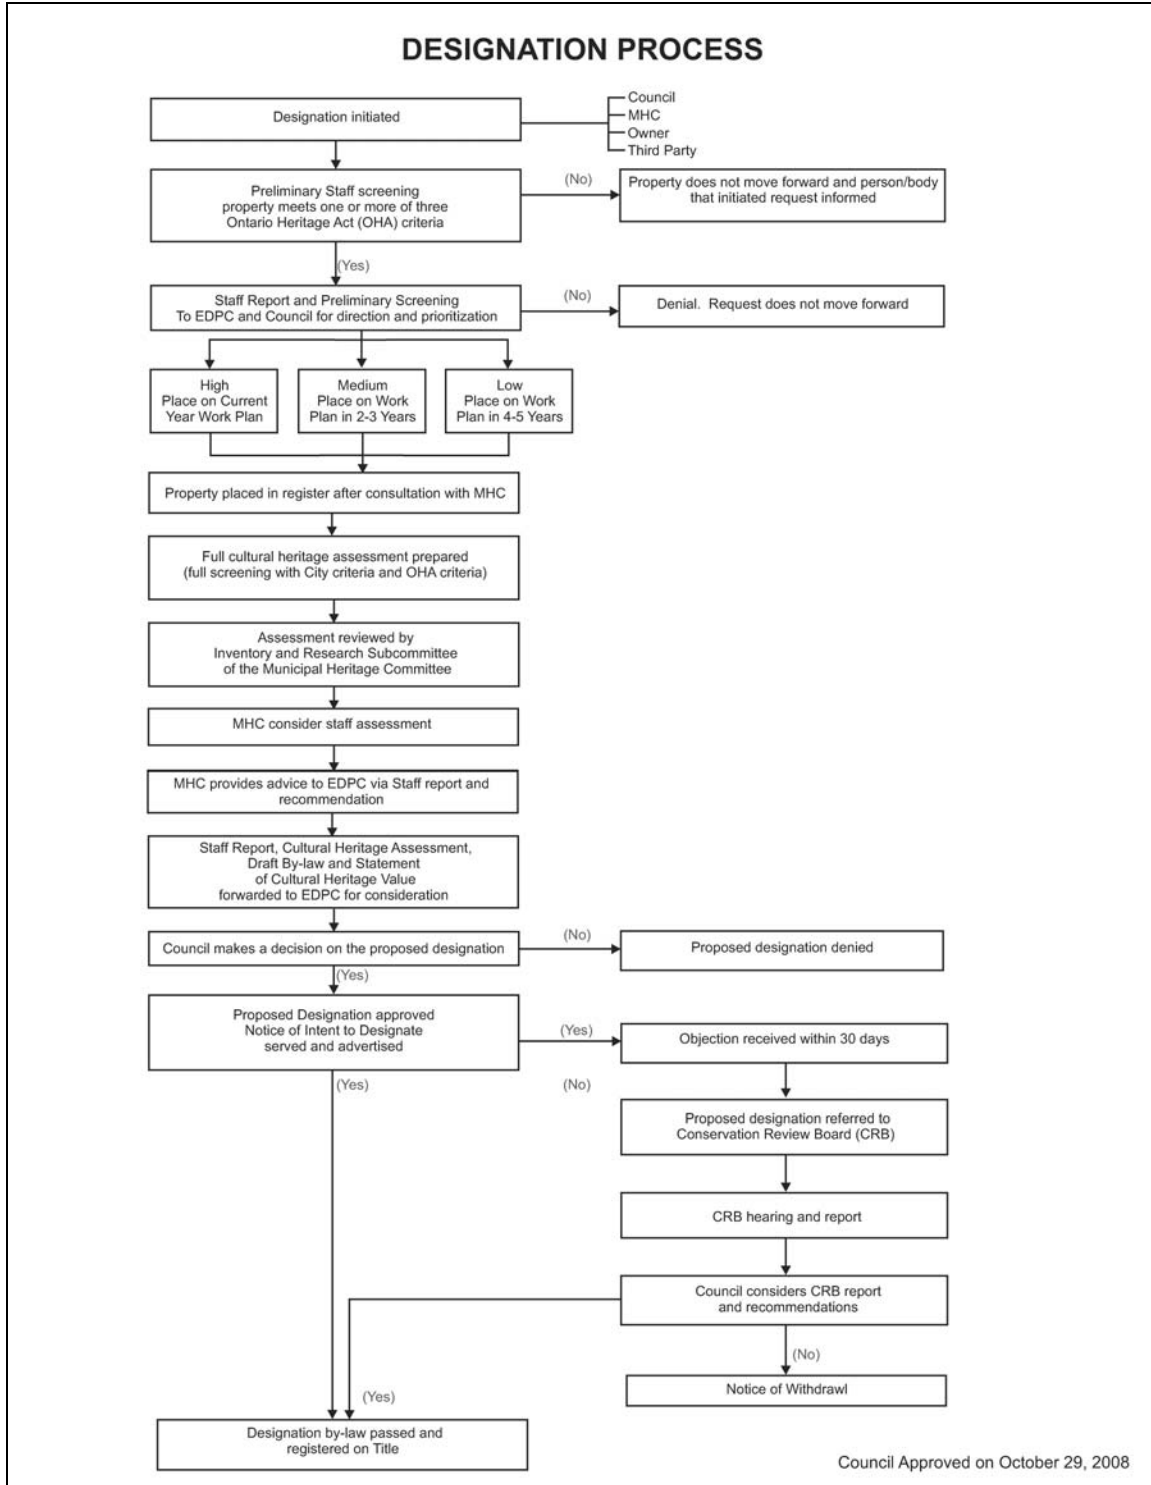 DESIGNATION PROCESS
Designation initiated
Council
MHC
Owner
Third Party
Preliminary Staff screening
property meets one or more of three
Ontario Heritage Act (OHA) criteria
(No)
Property does not move forward and person/body
that initiated request informed
(Yes)
Staff Report and Preliminary Screening
To EDPC and Council for direction and prioritization
(No)
Denial. Request does not move forward
High
Place on Current
Year Work Plan
Medium
Place on Work
Plan in 2-3 Years
Low
Place on Work
Plan in 4-5 Years
Property placed in register after consultation with MHC
Full cultural heritage assessment prepared
(full screening with City criteria and OHA criteria)
Assessment reviewed by
Inventory and Research Subcommittee
of the Municipal Heritage Committee
MHC consider staff assessment
MHC provides advice to EDPC via Staff report and
recommendation
Staff Report, Cultural Heritage Assessment,
Draft By-law and Statement
of Cultural Heritage Value
forwarded to EDPC for consideration
Council makes a decision on the proposed designation
(No)
Proposed designation denied
(Yes)
Proposed Designation approved
Notice of Intent to Designate
served and advertised
(Yes)
Objection received within 30 days
(Yes)
(No)
Proposed designation referred to
Conservation Review Board (CRB)
CRB hearing and report
Council considers CRB report
and recommendations
(No)
Notice of Withdrawl
(Yes)
Designation by-law passed and
registered on Title
Council Approved on October 29, 2008